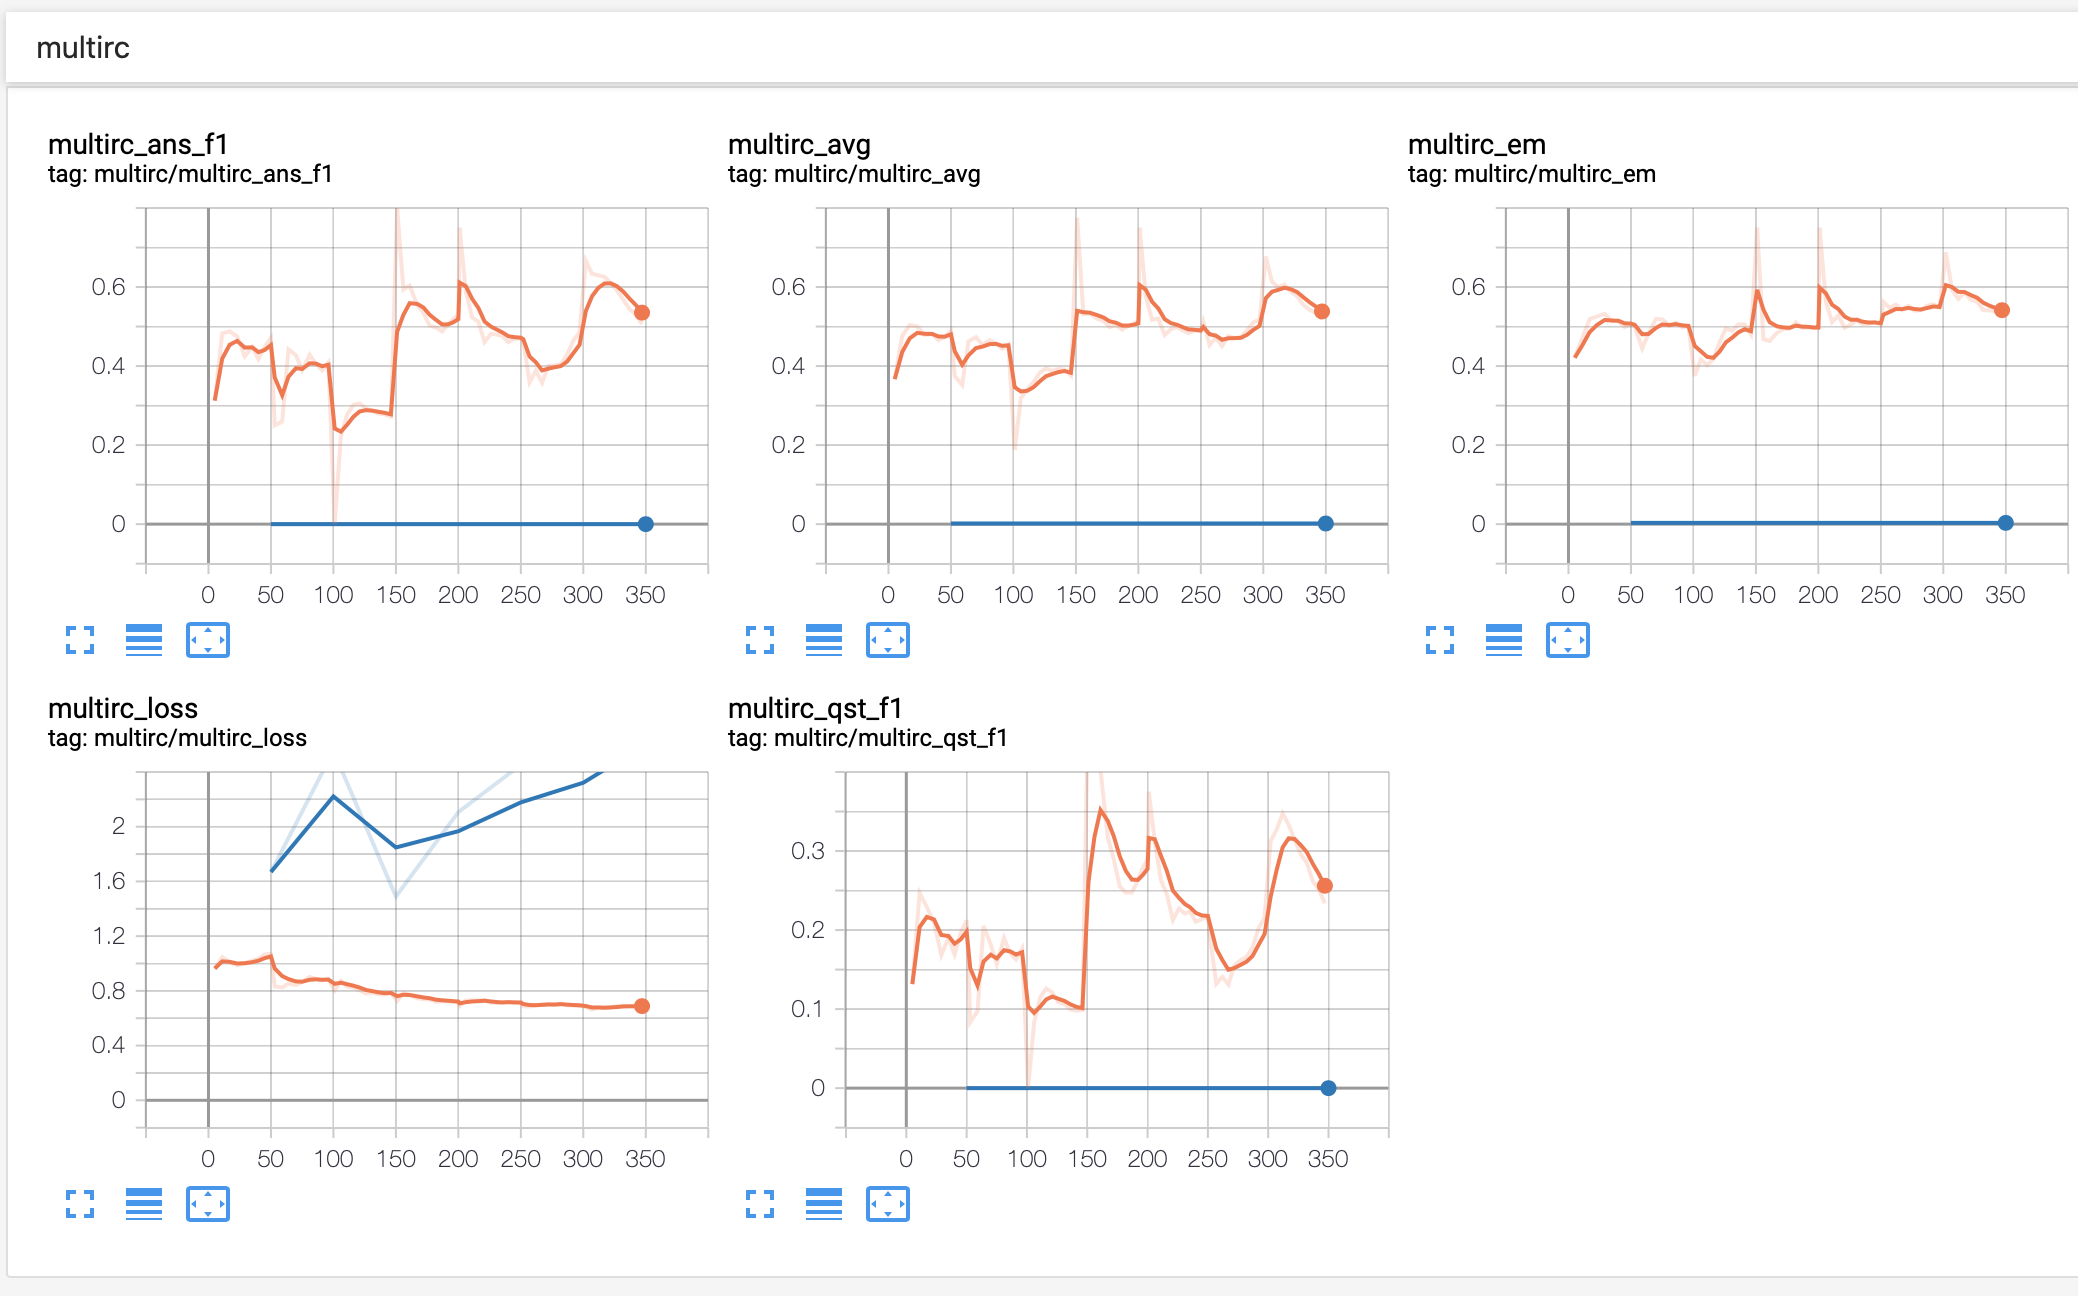 multirc
multirc_ans_f1
tag: multirc/multirc_ans_f1
0.6
0.4
0.2
0
0 50 100 150 200 250 300 350
multirc_avg
tag: multirc/multirc_avg
0.6
0.4
0.2
0
0 50 100 150 200 250 300 350
multirc_em
tag: multirc/multirc_em
0.6
0.4
0.2
0
0 50 100 150 200 250 300 350
multirc_loss
tag: multirc/multirc_loss
2
1.6
1.2
0.8
0.4
0
0 50 100 150 200 250 300 350
multirc_qst_f1
tag: multirc/multirc_qst_f1
0.3
0.2
0.1
0
0 50 100 150 200 250 300 350